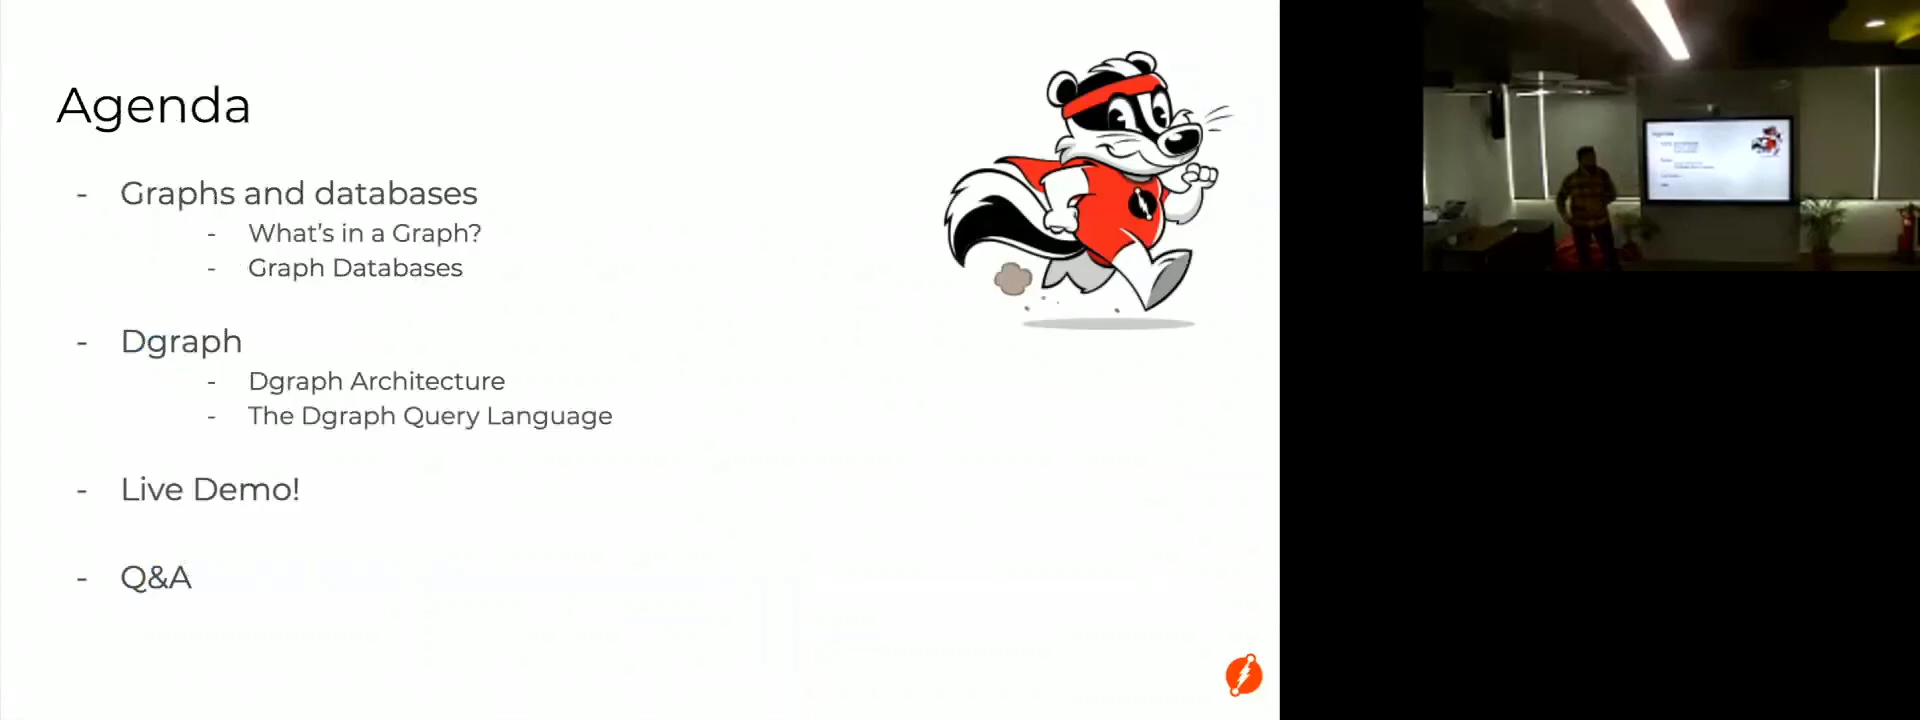 Agenda
- Graphs and databases
- What's in a Graph?
- Graph Databases
- Dgraph
- Dgraph Architecture
- The Dgraph Query Language
- Live Demo!
- Q&A